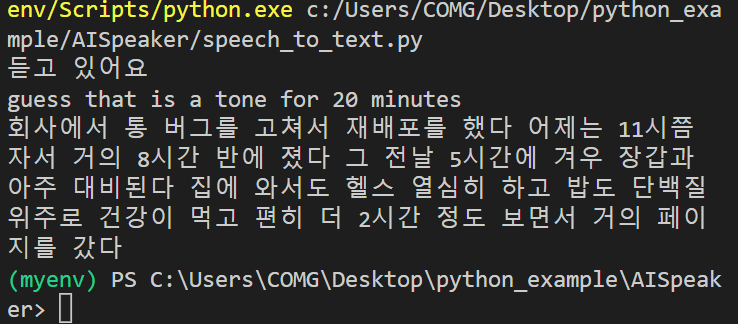 env/Scripts/python.exe c:/Users/COMG/Desktop/python_exa
mple/AISpeaker/speech_to_text.py
듣고 있어요
guess that is a tone for 20 minutes
회사에서 통 버그를 고쳐서 재배포를 했다 어제는 11시쯤
자서 거의 8시간 반에 졌다 그 전날 5시간에 겨우 장갑과
아주 대비된다 집에 와서도 헬스 열심히 하고 밥도 단백질
위주로 건강이 먹고 편히 더 2시간 정도 보면서 거의 페이
지를 갔다
(myenv) PS C:\Users\COMG\Desktop\python_example\AISpeak
er>